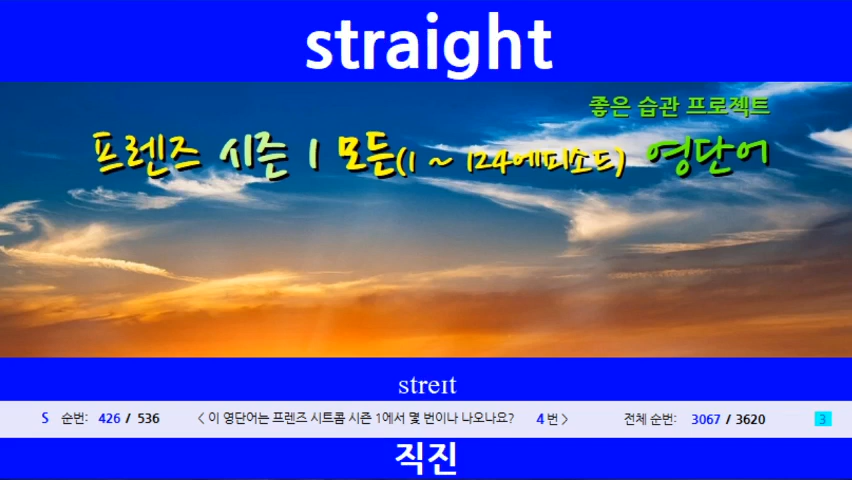 straight
좋은 습관 프로젝트
프렌즈 시즌 1 모든(1 ~ 124에피소드) 영단어
streɪt
S 순번: 426 / 536 < 이 영단어는 프렌즈 시트콤 시즌 1에서 몇 번이나 나오나요? 4 번 > 전체 순번: 3067 / 3620 3
직진